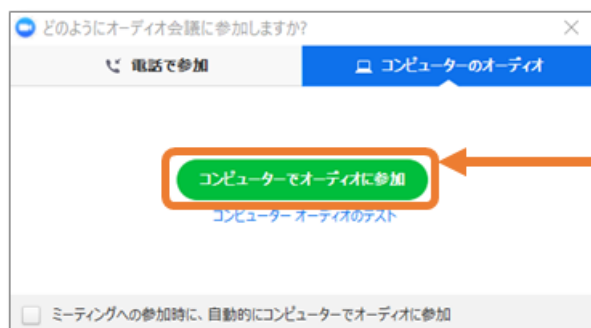 どのようにオーディオ会議に参加しますか?
電話で参加
コンピューターのオーディオ
コンピューターでオーディオに参加
コンピューター オーディオのテスト
ミーティングへの参加時に、自動的にコンピューターでオーディオに参加